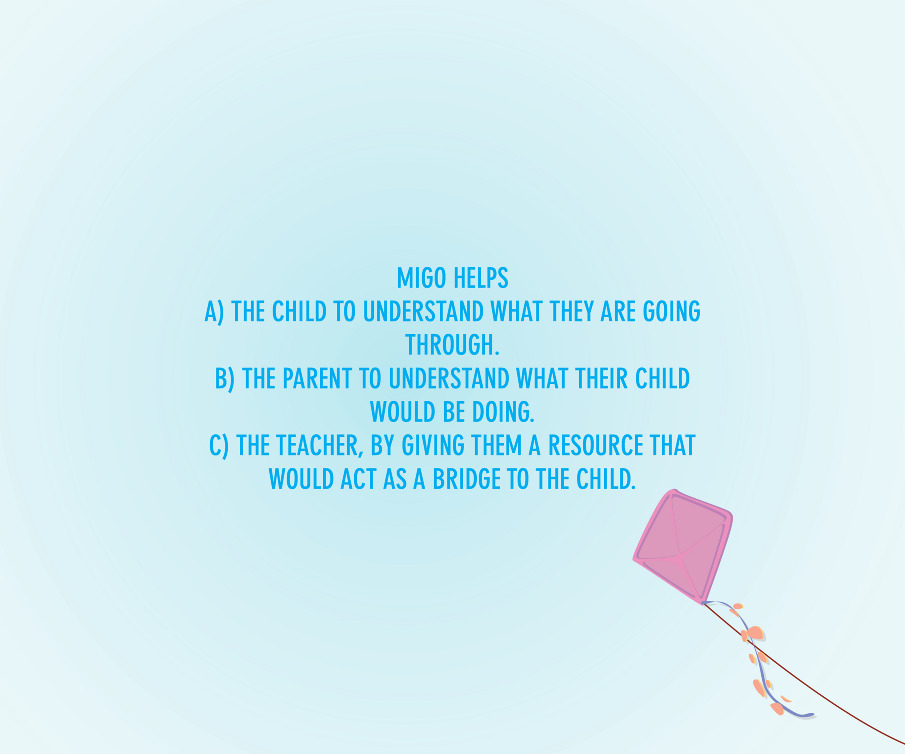 MIGO HELPS
A) THE CHILD TO UNDERSTAND WHAT THEY ARE GOING
THROUGH.
B) THE PARENT TO UNDERSTAND WHAT THEIR CHILD
WOULD BE DOING.
C) THE TEACHER, BY GIVING THEM A RESOURCE THAT
WOULD ACT AS A BRIDGE TO THE CHILD.